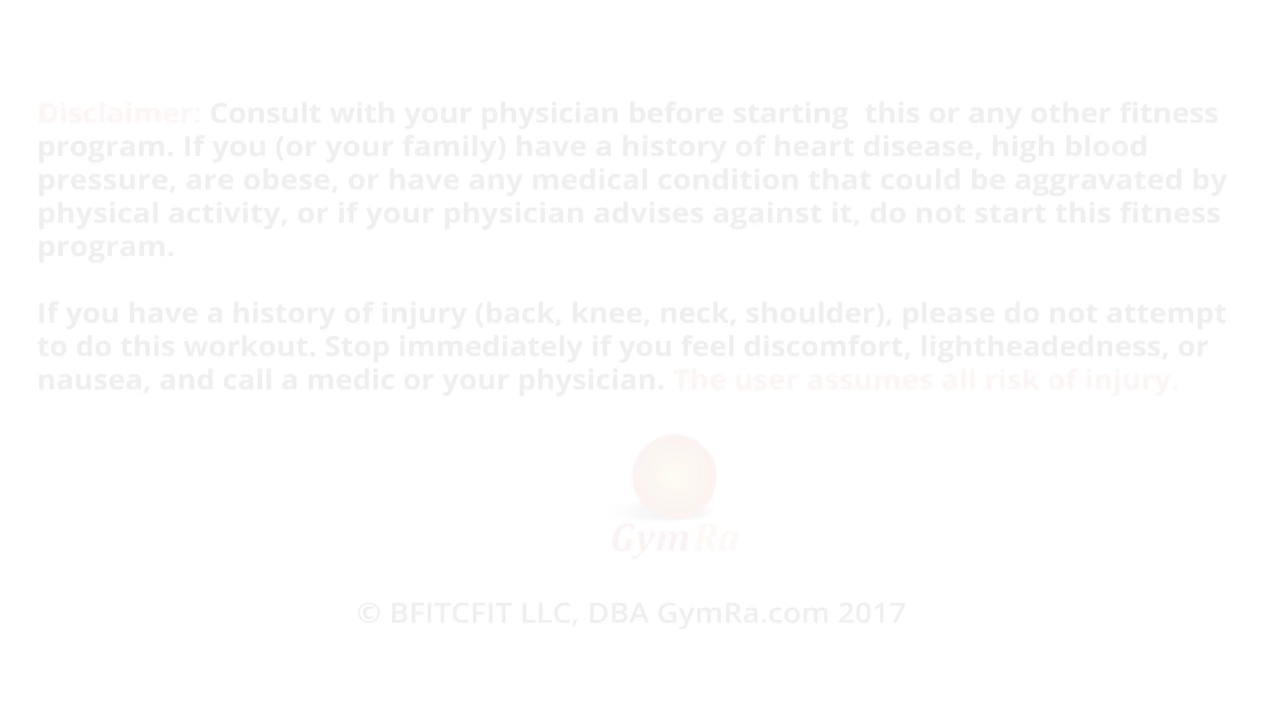 Disclaimer: Consult with your physician before starting  this or any other fitness
program. If you (or your family) have a history of heart disease, high blood
pressure, are obese, or have any medical condition that could be aggravated by
physical activity, or if your physician advises against it, do not start this fitness
program.
If you have a history of injury (back, knee, neck, shoulder), please do not attempt
to do this workout. Stop immediately if you feel discomfort, lightheadedness, or
nausea, and call a medic or your physician. The user assumes all risk of injury.
GymRa
© BFITCFIT LLC, DBA GymRa.com 2017